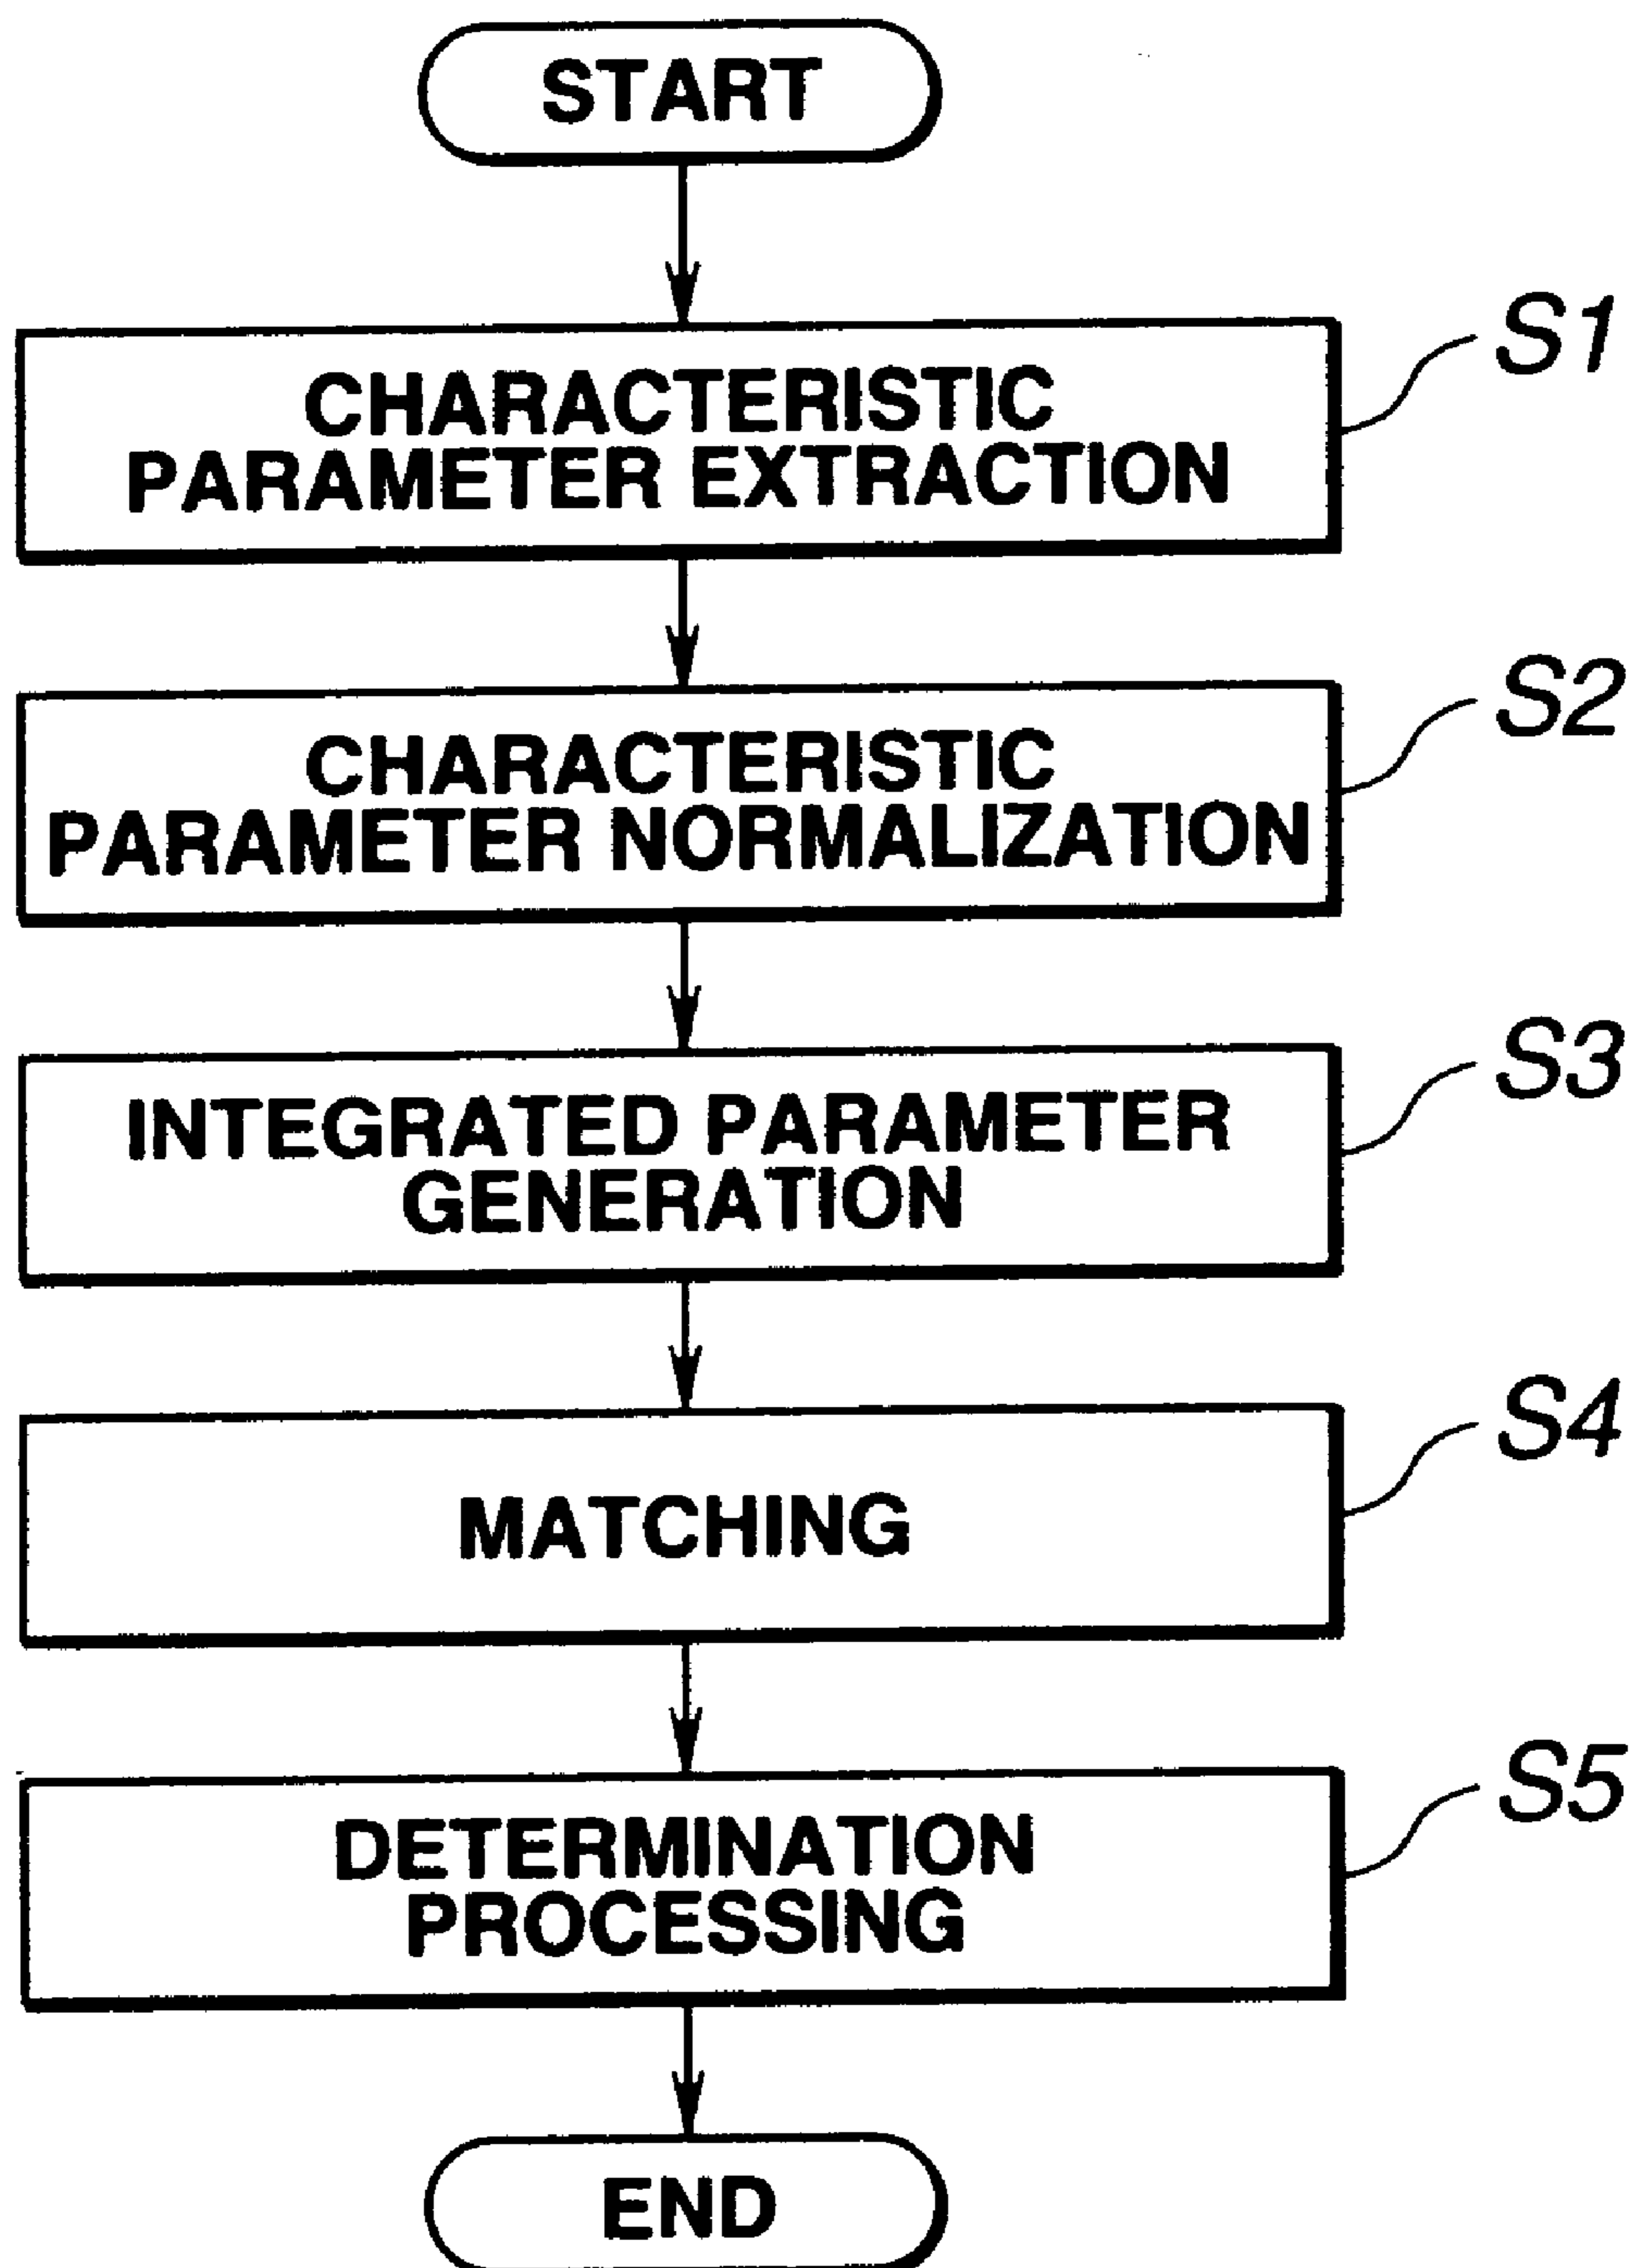 START
CHARACTERISTIC
PARAMETER EXTRACTION
S1
CHARACTERISTIC
PARAMETER NORMALIZATION
S2
INTEGRATED PARAMETER
GENERATION
S3
MATCHING
S4
DETERMINATION
PROCESSING
S5
END